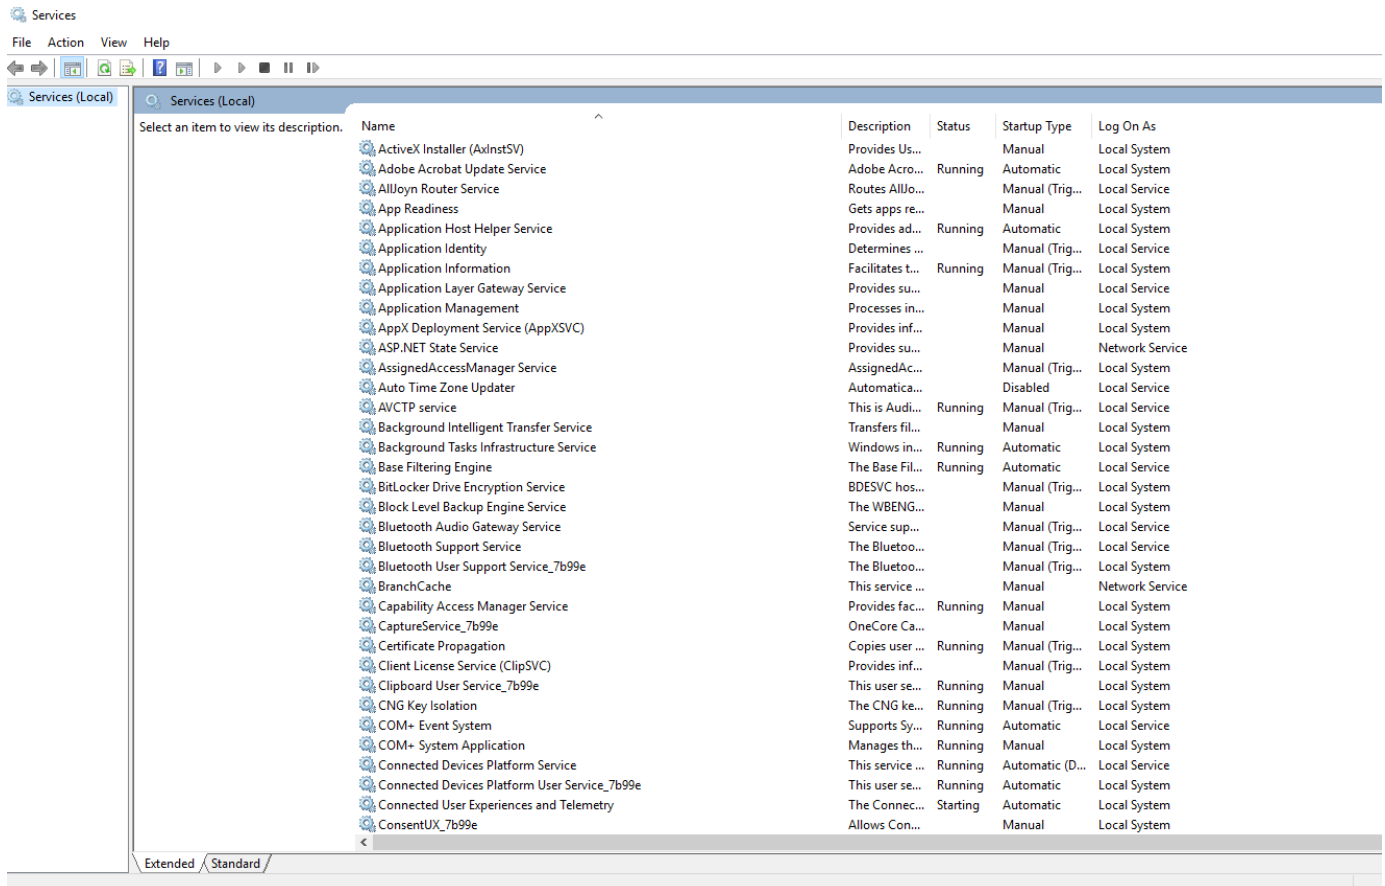 Services
File Action View Help
Services (Local)
Services (Local)
Select an item to view its description.
Name Description Status Startup Type Log On As
ActiveX Installer (AxInstSV) Provides Us... Manual Local System
Adobe Acrobat Update Service Adobe Acro... Running Automatic Local System
AllJoyn Router Service Routes AllJo... Manual (Trig... Local Service
App Readiness Gets apps re... Manual Local System
Application Host Helper Service Provides ad... Running Automatic Local System
Application Identity Determines ... Manual (Trig... Local Service
Application Information Facilitates t... Running Manual (Trig... Local System
Application Layer Gateway Service Provides su... Manual Local Service
Application Management Processes in... Manual Local System
AppX Deployment Service (AppXSVC) Provides inf... Manual Local System
ASP.NET State Service Provides su... Manual Network Service
AssignedAccessManager Service AssignedAc... Manual (Trig... Local System
Auto Time Zone Updater Automatica... Disabled Local Service
AVCTP service This is Audi... Running Manual (Trig... Local Service
Background Intelligent Transfer Service Transfers fil... Manual Local System
Background Tasks Infrastructure Service Windows in... Running Automatic Local System
Base Filtering Engine The Base Fil... Running Automatic Local Service
BitLocker Drive Encryption Service BDESVC hos... Manual (Trig... Local System
Block Level Backup Engine Service The WBENG... Manual Local System
Bluetooth Audio Gateway Service Service sup... Manual (Trig... Local Service
Bluetooth Support Service The Bluetoo... Manual (Trig... Local Service
Bluetooth User Support Service_7b99e The Bluetoo... Manual (Trig... Local System
BranchCache This service ... Manual Network Service
Capability Access Manager Service Provides fac... Running Manual Local System
CaptureService_7b99e OneCore Ca... Manual Local System
Certificate Propagation Copies user ... Running Manual (Trig... Local System
Client License Service (ClipSVC) Provides inf... Manual (Trig... Local System
Clipboard User Service_7b99e This user se... Running Manual Local System
CNG Key Isolation The CNG ke... Running Manual (Trig... Local System
COM+ Event System Supports Sy... Running Automatic Local Service
COM+ System Application Manages th... Running Manual Local System
Connected Devices Platform Service This service ... Running Automatic (D... Local Service
Connected Devices Platform User Service_7b99e This user se... Running Automatic Local System
Connected User Experiences and Telemetry The Connec... Starting Automatic Local System
ConsentUX_7b99e Allows Con... Manual Local System
Extended Standard